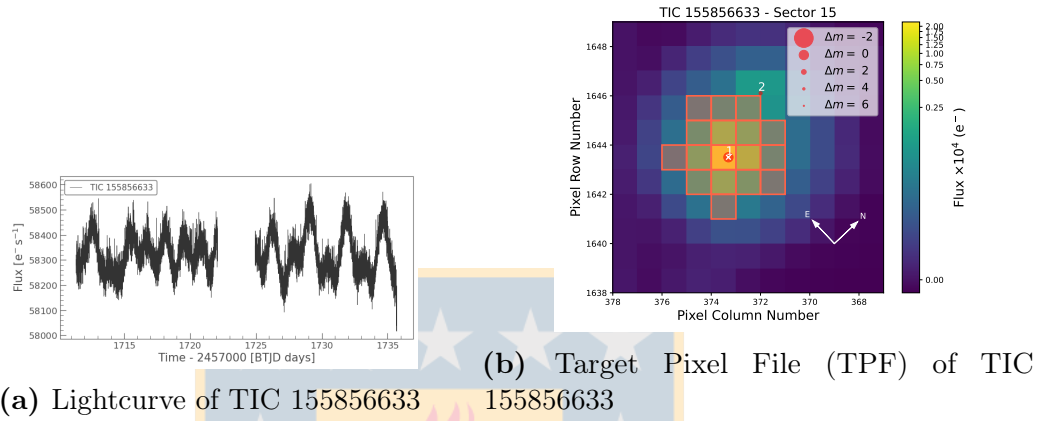 TIC 155856633
58600
58500
58400
58300
58200
58100
58000
Flux [e⁻ s⁻¹]
1715
1720
1725
1730
1735
Time - 2457000 [BTJD days]
(a) Lightcurve of TIC 155856633
TIC 155856633 - Sector 15
Δm = -2
Δm = 0
Δm = 2
Δm = 4
Δm = 6
1648
1646
1644
1642
1640
1638
Pixel Row Number
2
1
E
N
378
376
374
372
370
368
Pixel Column Number
2.00
1.75
1.50
1.25
1.00
0.75
0.50
0.25
0.00
Flux ×10⁴ (e⁻)
(b) Target Pixel File (TPF) of TIC
155856633